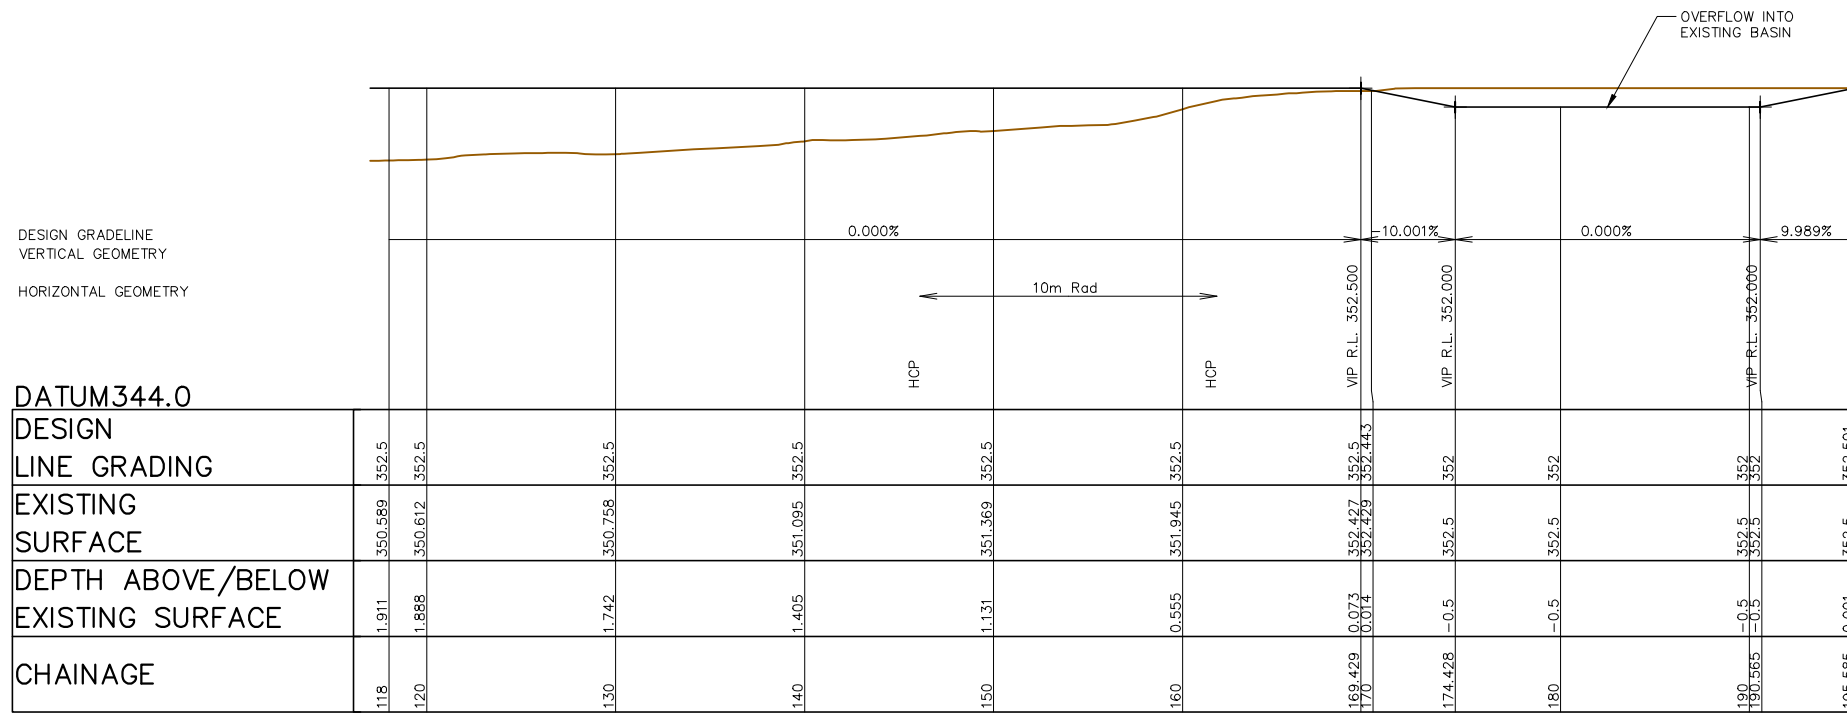 OVERFLOW INTO
EXISTING BASIN
DESIGN GRADELINE
VERTICAL GEOMETRY
0.000%
-10.001%
0.000%
9.989%
HORIZONTAL GEOMETRY
10m Rad
HCP
HCP
VIP R.L. 352.500
VIP R.L. 352.000
VIP R.L. 352.000
DATUM344.0
DESIGN
LINE GRADING
352.5
352.5
352.5
352.5
352.5
352.5
352.5
352.443
352
352
352
352
EXISTING
SURFACE
350.589
350.612
350.758
351.095
351.369
351.945
352.427
352.429
352.5
352.5
352.5
352.5
DEPTH ABOVE/BELOW
EXISTING SURFACE
1.911
1.888
1.742
1.405
1.131
0.555
0.073
0.014
-0.5
-0.5
-0.5
-0.5
CHAINAGE
118
120
130
140
150
160
169.429
170
174.428
180
190
190.565